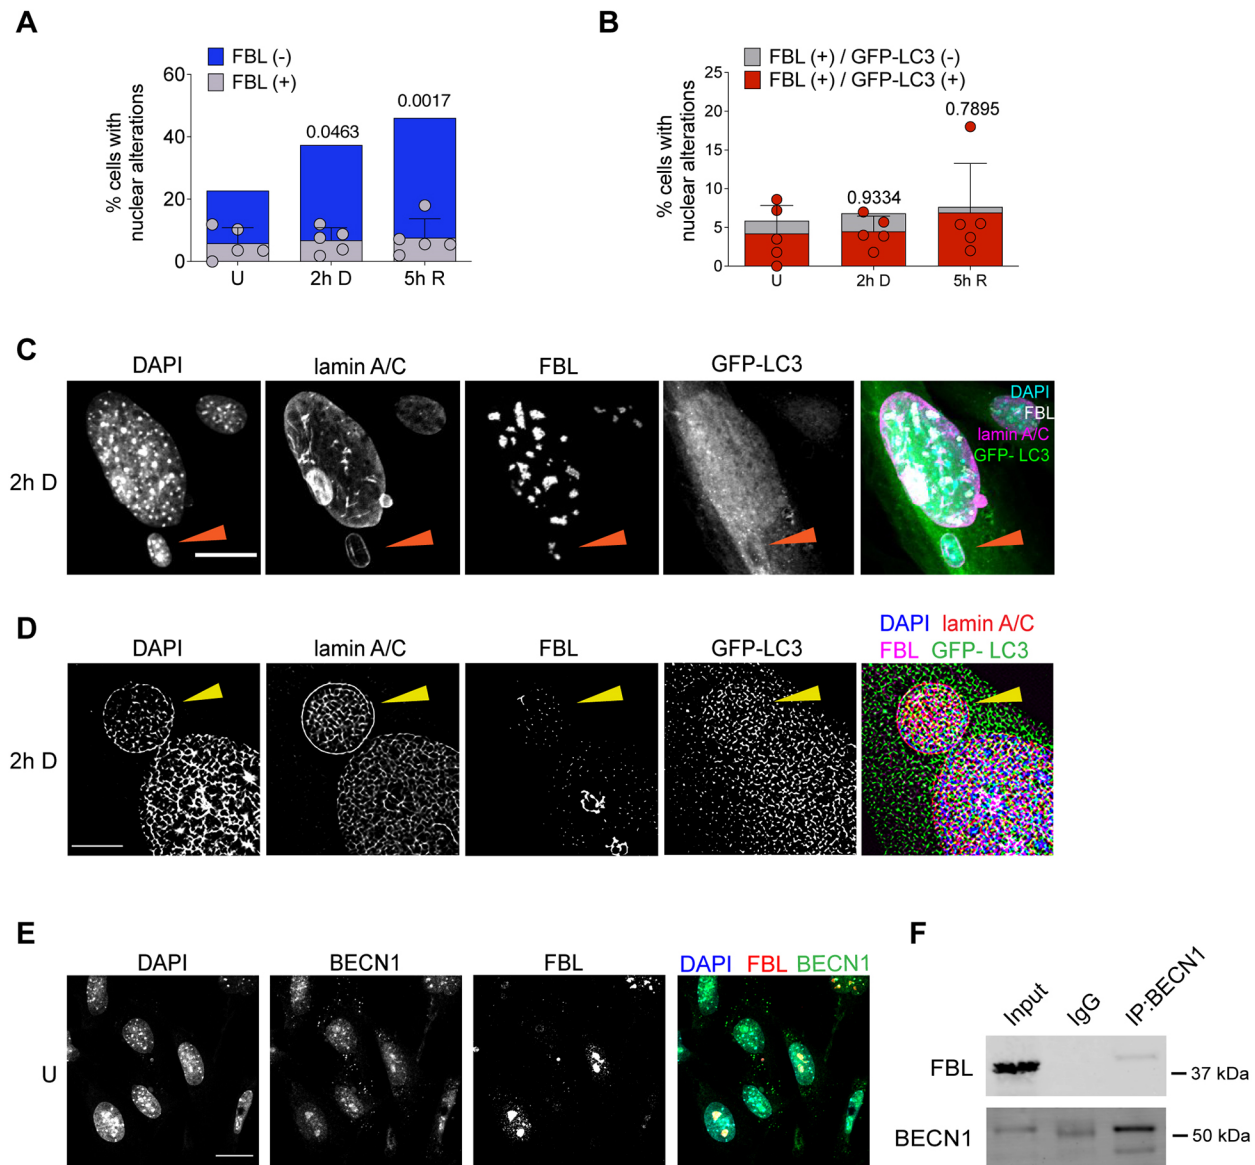 A
FBL (-)
FBL (+)
% cells with
nuclear alterations
60
40
20
0
0.0463
0.0017
U
2h D
5h R
B
FBL (+) / GFP-LC3 (-)
FBL (+) / GFP-LC3 (+)
% cells with
nuclear alterations
25
20
15
10
5
0
0.9334
0.7895
U
2h D
5h R
C
DAPI
lamin A/C
FBL
GFP-LC3
2h D
DAPI
FBL
lamin A/C
GFP- LC3
D
DAPI
lamin A/C
FBL
GFP-LC3
DAPI lamin A/C
FBL GFP- LC3
2h D
E
DAPI
BECN1
FBL
DAPI FBL BECN1
U
F
Input
IgG
IP:BECN1
FBL
37 kDa
BECN1
50 kDa